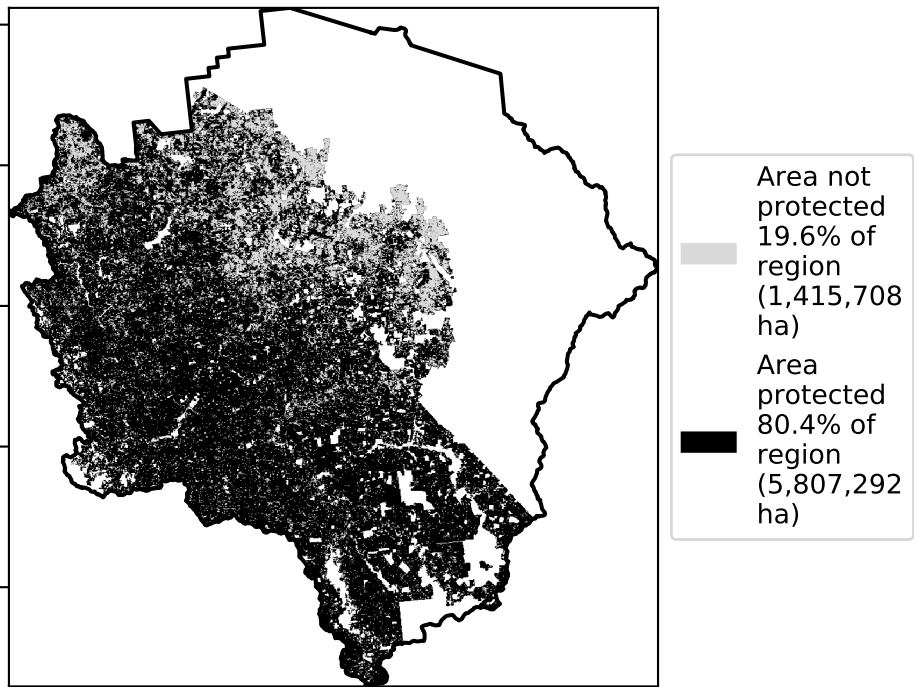 Area not
protected
19.6% of
region
(1,415,708
ha)
Area
protected
80.4% of
region
(5,807,292
ha)